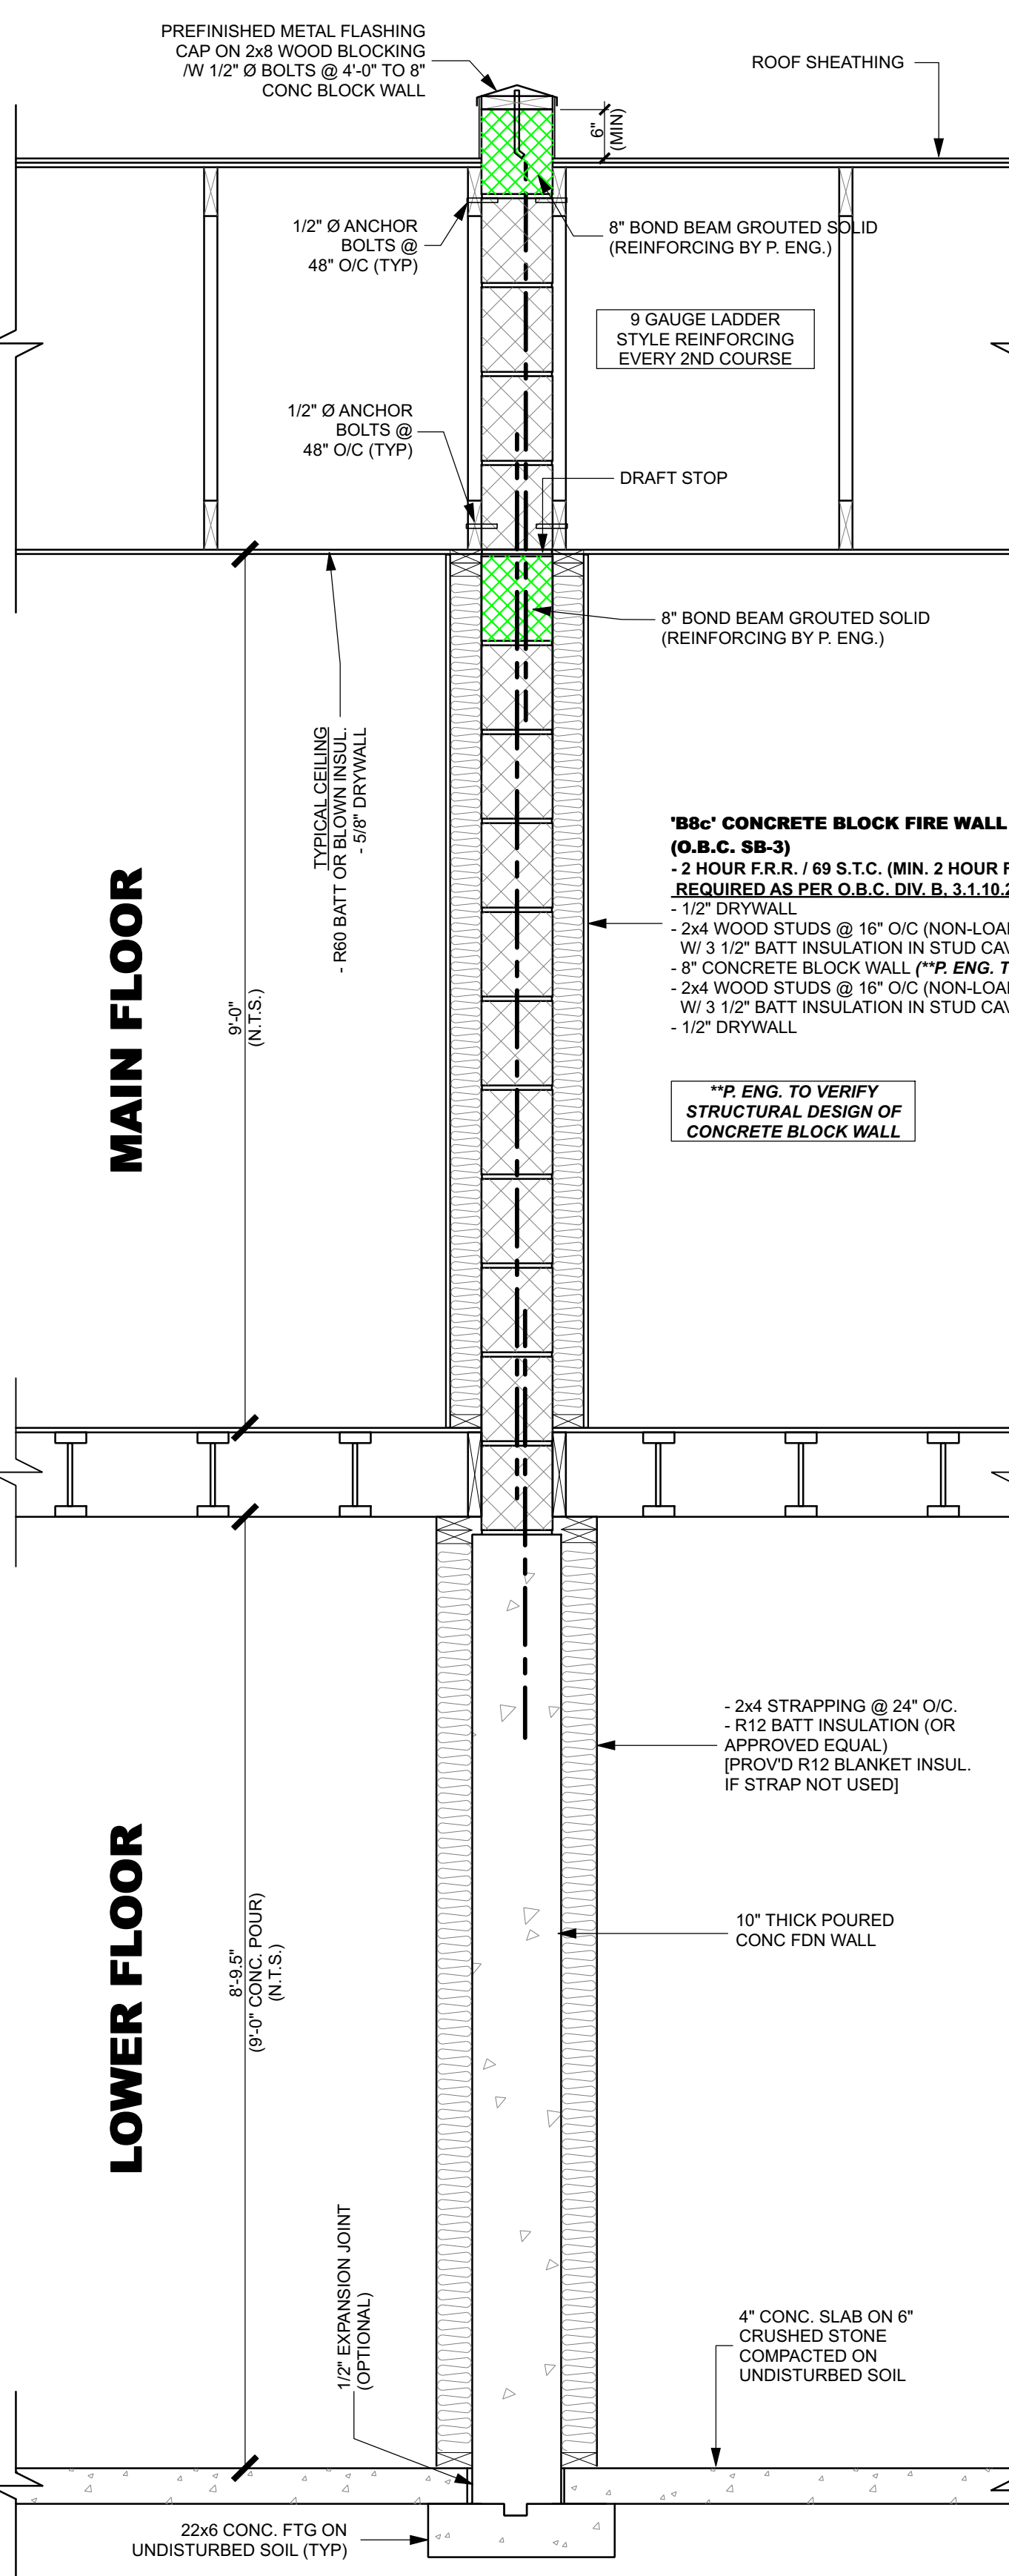 PREFINISHED METAL FLASHING
CAP ON 2x8 WOOD BLOCKING
/W 1/2" Ø BOLTS @ 4'-0" TO 8"
CONC BLOCK WALL
ROOF SHEATHING
6"
(MIN)
1/2" Ø ANCHOR
BOLTS @
48" O/C (TYP)
8" BOND BEAM GROUTED SOLID
(REINFORCING BY P. ENG.)
9 GAUGE LADDER
STYLE REINFORCING
EVERY 2ND COURSE
1/2" Ø ANCHOR
BOLTS @
48" O/C (TYP)
DRAFT STOP
8" BOND BEAM GROUTED SOLID
(REINFORCING BY P. ENG.)
TYPICAL CEILING
- R60 BATT OR BLOWN INSUL.
- 5/8" DRYWALL
MAIN FLOOR
9'-0"
(N.T.S.)
'B8c' CONCRETE BLOCK FIRE WALL
(O.B.C. SB-3)
- 2 HOUR F.R.R. / 69 S.T.C. (MIN. 2 HOUR
REQUIRED AS PER O.B.C. DIV. B, 3.1.10.2
- 1/2" DRYWALL
- 2x4 WOOD STUDS @ 16" O/C
W/ 3 1/2" BATT INSULATION IN STUD
- 8" CONCRETE BLOCK WALL (**P. ENG.
- 2x4 WOOD STUDS @ 16" O/C
W/ 3 1/2" BATT INSULATION IN STUD
- 1/2" DRYWALL
**P. ENG. TO VERIFY
STRUCTURAL DESIGN OF
CONCRETE BLOCK WALL
- 2x4 STRAPPING @ 24" O/C.
- R12 BATT INSULATION (OR
APPROVED EQUAL)
[PROV'D R12 BLANKET INSUL.
IF STRAP NOT USED]
LOWER FLOOR
8'-9.5"
(9'-0" CONC. POUR)
(N.T.S.)
10" THICK POURED
CONC FDN WALL
1/2" EXPANSION JOINT
(OPTIONAL)
4" CONC. SLAB ON 6"
CRUSHED STONE
COMPACTED ON
UNDISTURBED SOIL
22x6 CONC. FTG ON
UNDISTURBED SOIL (TYP)